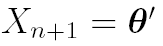 $X_{n+1} = \boldsymbol{\theta}'$